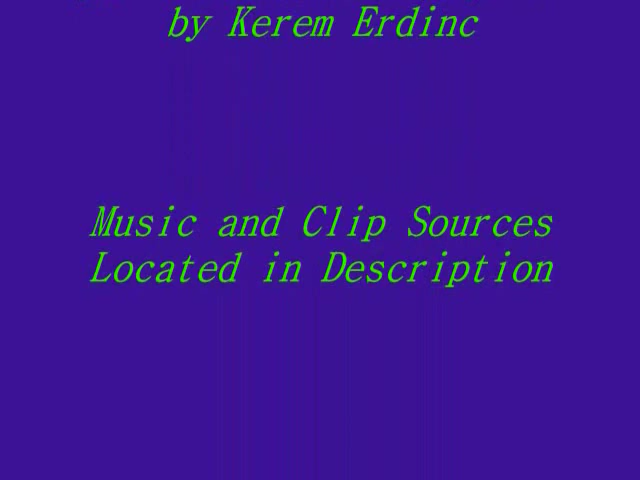 by Kerem Erdinc
Music and Clip Sources
Located in Description